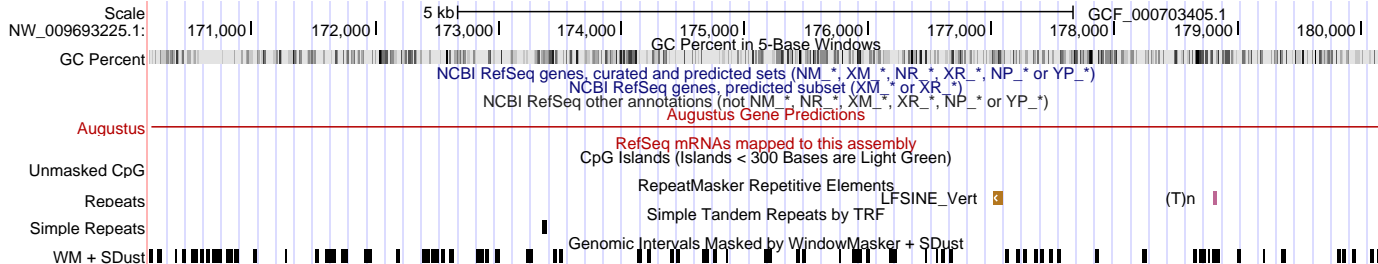 Scale 5 kb GCF_000703405.1
NW_009693225.1: 171,000 172,000 173,000 174,000 175,000 176,000 177,000 178,000 179,000 180,000
GC Percent in 5-Base Windows
GC Percent
NCBI RefSeq genes, curated and predicted sets (NM_*, XM_*, NR_*, XR_*, NP_* or YP_*)
NCBI RefSeq genes, predicted subset (XM_* or XR_*)
NCBI RefSeq other annotations (not NM_*, NR_*, XM_*, XR_*, NP_* or YP_*)
Augustus Gene Predictions
Augustus
RefSeq mRNAs mapped to this assembly
CpG Islands (Islands < 300 Bases are Light Green)
Unmasked CpG
RepeatMasker Repetitive Elements
Repeats LFSINE_Vert (T)n
Simple Tandem Repeats by TRF
Simple Repeats
Genomic Intervals Masked by WindowMasker + SDust
WM + SDust